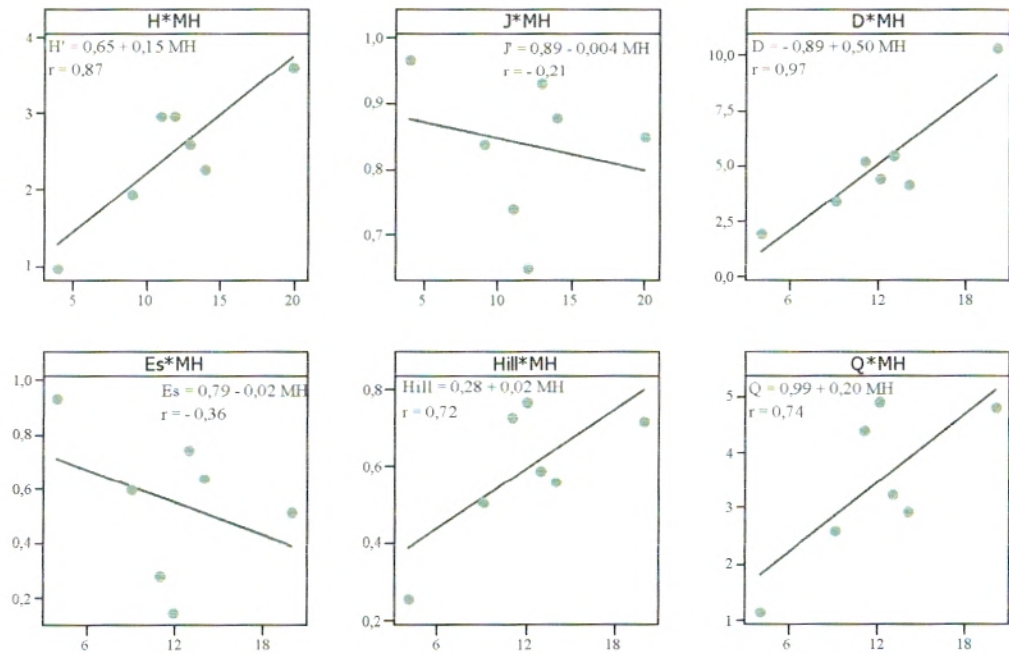 H*MH
H' = 0,65 + 0,15 MH
r = 0,87
4
3
2
1
5
10
15
20
J*MH
J' = 0,89 - 0,004 MH
r = - 0,21
1,0
0,9
0,8
0,7
5
10
15
20
D*MH
D = - 0,89 + 0,50 MH
r = 0,97
10,0
7,5
5,0
2,5
0,0
6
12
18
Es*MH
Es = 0,79 - 0,02 MH
r = - 0,36
1,0
0,8
0,6
0,4
0,2
6
12
18
Hill*MH
Hill = 0,28 + 0,02 MH
r = 0,72
0,8
0,6
0,4
0,2
6
12
18
Q*MH
Q = 0,99 + 0,20 MH
r = 0,74
5
4
3
2
1
6
12
18